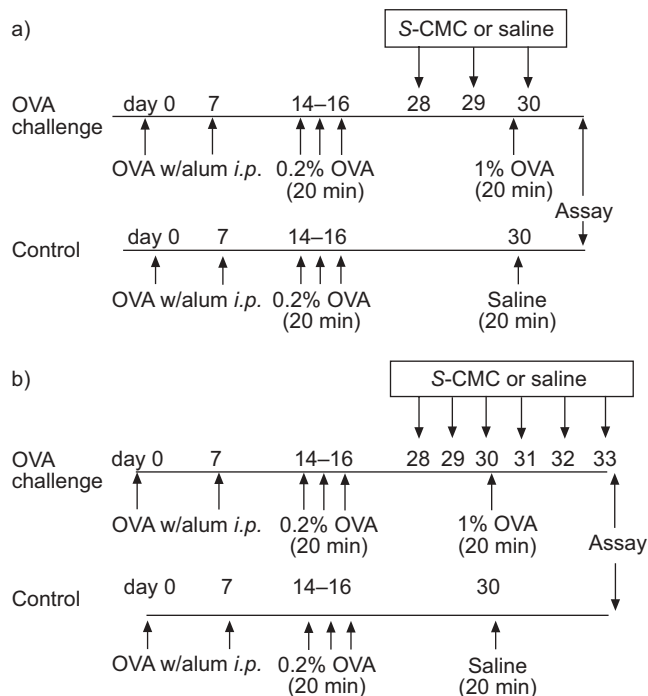 a)
S-CMC or saline
OVA challenge
day 0 7 14–16 28 29 30
OVA w/alum i.p. 0.2% OVA (20 min) 1% OVA (20 min)
Assay
Control
day 0 7 14–16 30
OVA w/alum i.p. 0.2% OVA (20 min) Saline (20 min)
b)
S-CMC or saline
OVA challenge
day 0 7 14–16 28 29 30 31 32 33
OVA w/alum i.p. 0.2% OVA (20 min) 1% OVA (20 min)
Assay
Control
day 0 7 14–16 30
OVA w/alum i.p. 0.2% OVA (20 min) Saline (20 min)